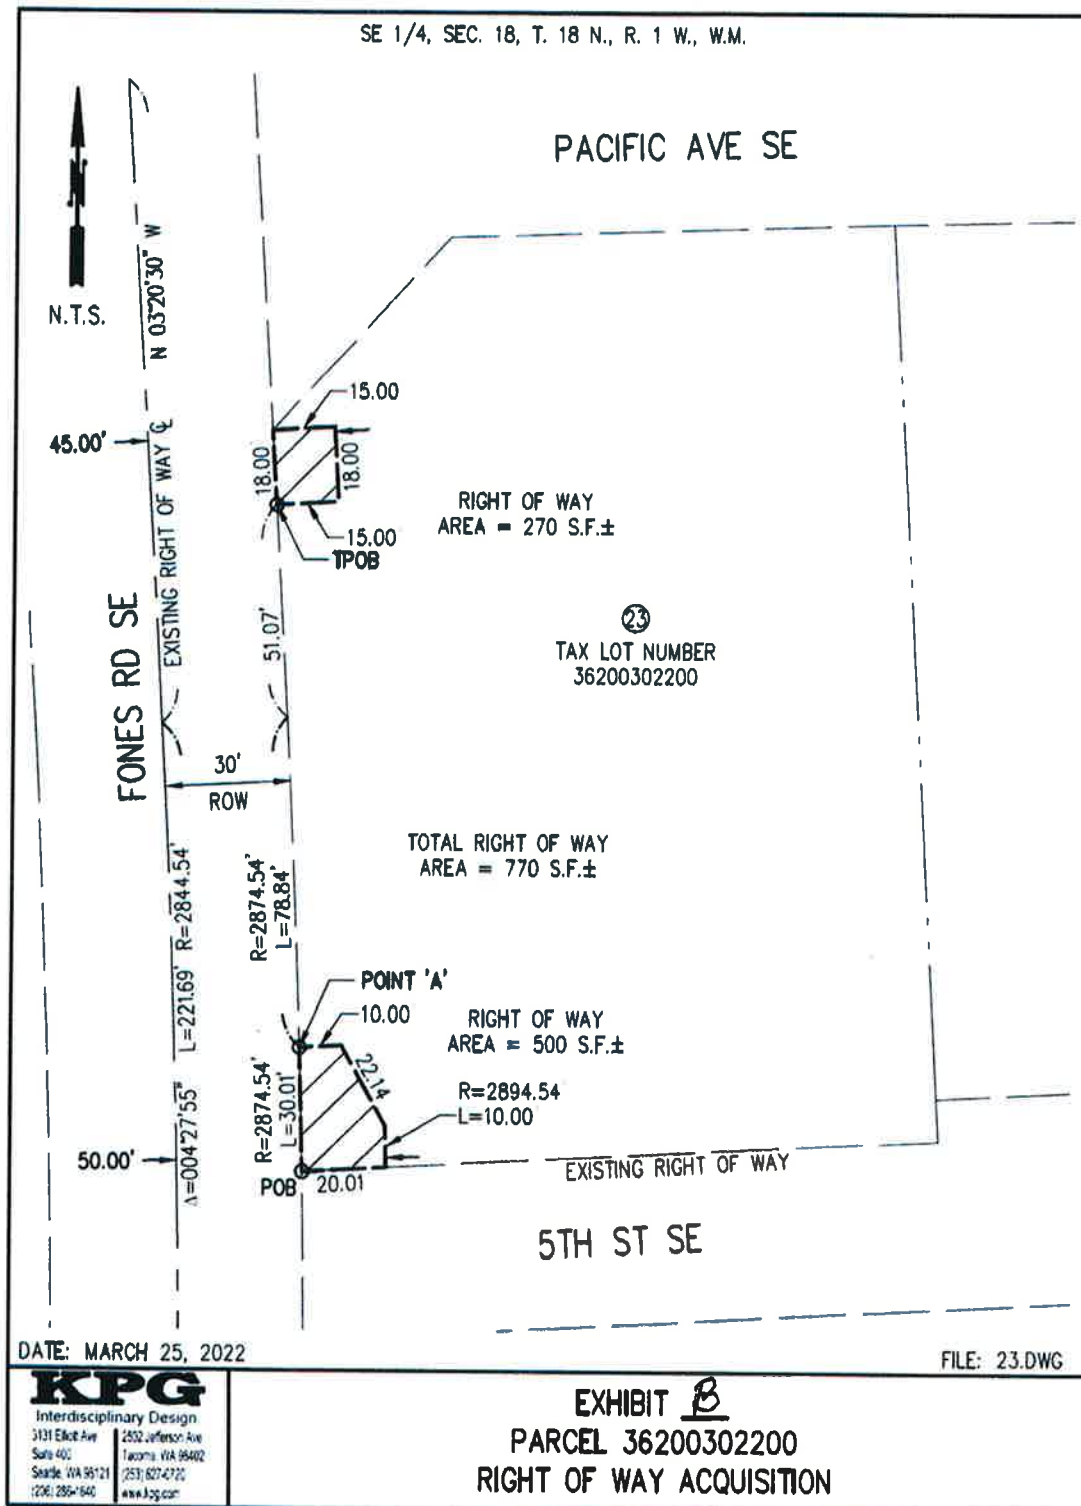 SE 1/4, SEC. 18, T. 18 N., R. 1 W., W.M.
PACIFIC AVE SE
N
N.T.S.
N 03°20'30" W
15.00
45.00'
EXISTING RIGHT OF WAY ℄
18.00
18.00
RIGHT OF WAY
AREA = 270 S.F.±
15.00
TPOB
FONES RD SE
51.07'
23
TAX LOT NUMBER
36200302200
30'
ROW
TOTAL RIGHT OF WAY
AREA = 770 S.F.±
R=2844.54'
L=221.69'
Δ=004°27'55"
R=2874.54'
L=78.84'
POINT 'A'
10.00
RIGHT OF WAY
AREA = 500 S.F.±
22.14
R=2874.54'
L=30.01'
R=2894.54
L=10.00
50.00'
POB
20.01
EXISTING RIGHT OF WAY
5TH ST SE
DATE: MARCH 25, 2022
FILE: 23.DWG
KPG
Interdisciplinary Design
3131 Elliott Ave
Suite 400
Seattle, WA 98121
(206) 286-1640
2502 Jefferson Ave
Tacoma, WA 98402
(253) 627-0720
www.kpg.com
EXHIBIT B
PARCEL 36200302200
RIGHT OF WAY ACQUISITION